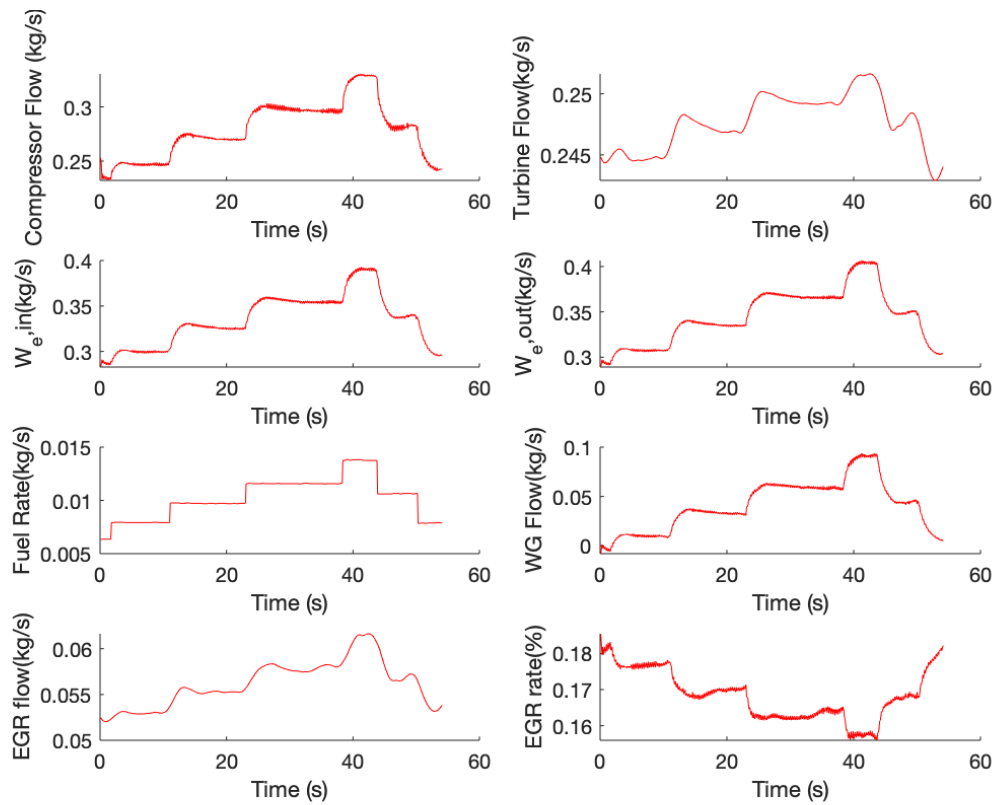 Compressor Flow (kg/s)
0.3
0.25
0 20 40 60
Time (s)
Turbine Flow(kg/s)
0.25
0.245
0 20 40 60
Time (s)
W_e,in(kg/s)
0.4
0.35
0.3
0 20 40 60
Time (s)
W_e,out(kg/s)
0.4
0.35
0.3
0 20 40 60
Time (s)
Fuel Rate(kg/s)
0.015
0.01
0.005
0 20 40 60
Time (s)
WG Flow(kg/s)
0.1
0.05
0
0 20 40 60
Time (s)
EGR flow(kg/s)
0.06
0.055
0.05
0 20 40 60
Time (s)
EGR rate(%)
0.18
0.17
0.16
0 20 40 60
Time (s)